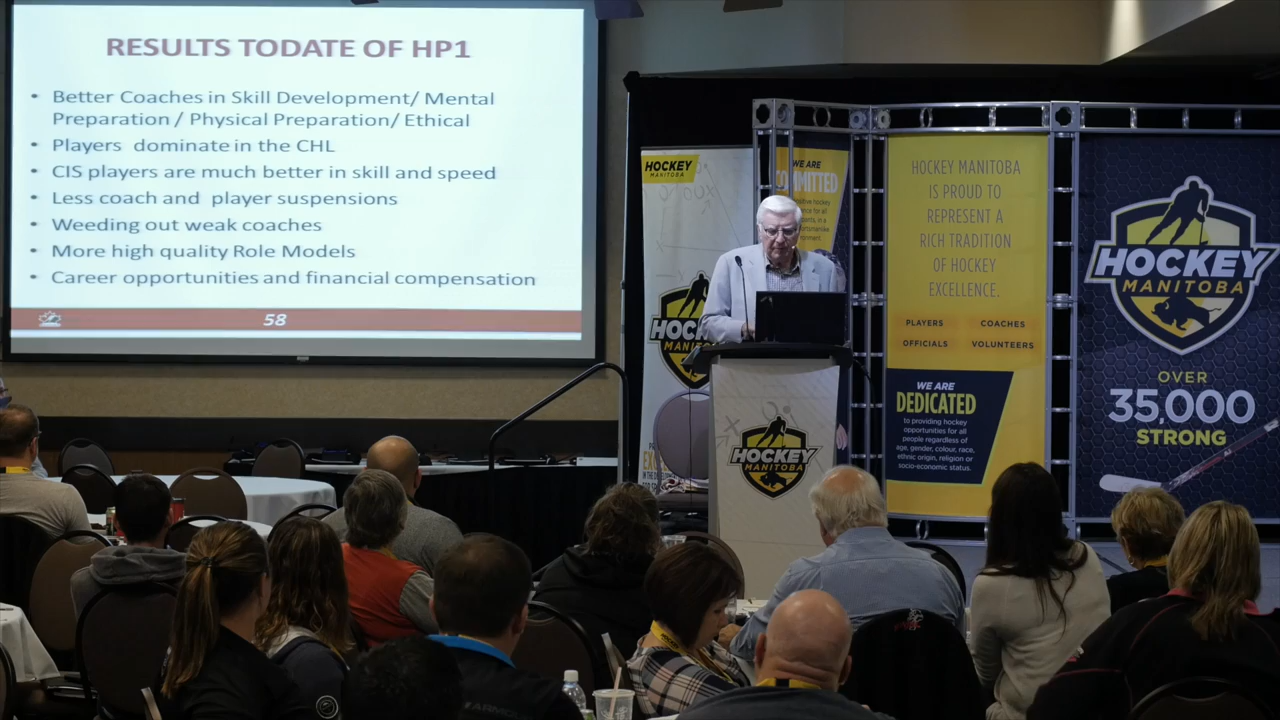 RESULTS TODATE OF HP1
• Better Coaches in Skill Development/ Mental
Preparation / Physical Preparation/ Ethical
• Players dominate in the CHL
• CIS players are much better in skill and speed
• Less coach and player suspensions
• Weeding out weak coaches
• More high quality Role Models
• Career opportunities and financial compensation
58
HOCKEY
MANITOBA
WE ARE
COMMITTED
HOCKEY MANITOBA
IS PROUD TO
REPRESENT A
RICH TRADITION
OF HOCKEY
EXCELLENCE.
PLAYERS COACHES
OFFICIALS VOLUNTEERS
WE ARE
DEDICATED
to providing hockey
opportunities for all
people regardless of
age, gender, colour, race,
ethnic origin, religion or
socio-economic status.
HOCKEY
MANITOBA
OVER
35,000
STRONG
HOCKEY
MANITOBA